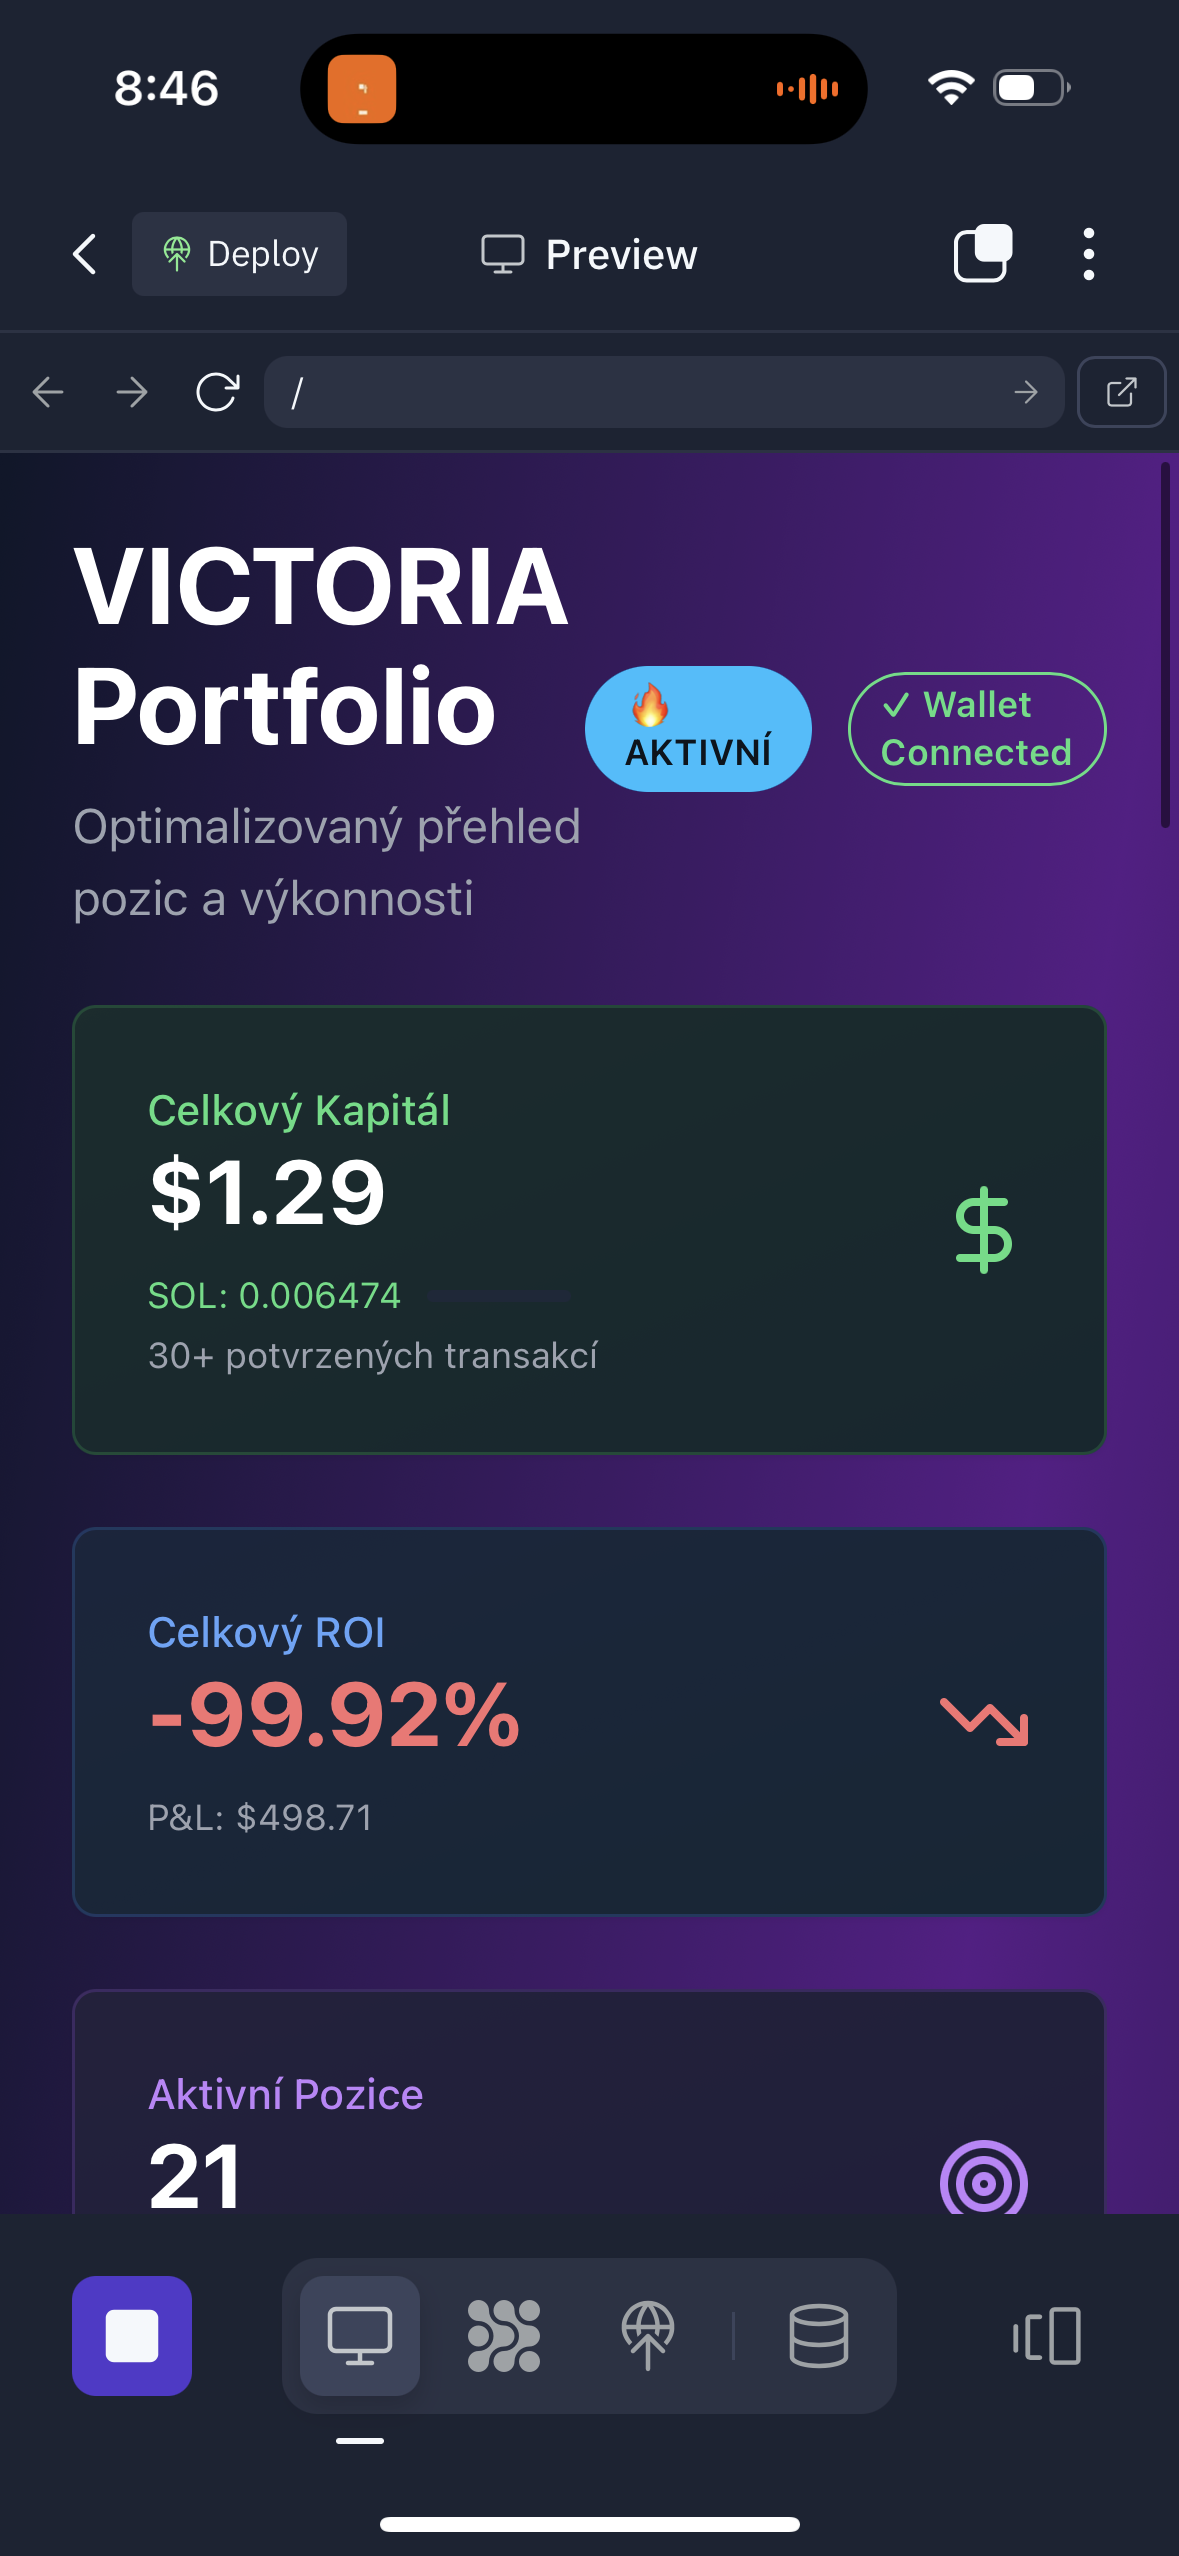 8:46
Deploy
Preview
/
VICTORIA
Portfolio
🔥
AKTIVNÍ
✓ Wallet
Connected
Optimalizovaný přehled
pozic a výkonnosti
Celkový Kapitál
$1.29
SOL: 0.006474
30+ potvrzených transakcí
Celkový ROI
-99.92%
P&L: $498.71
Aktivní Pozice
21